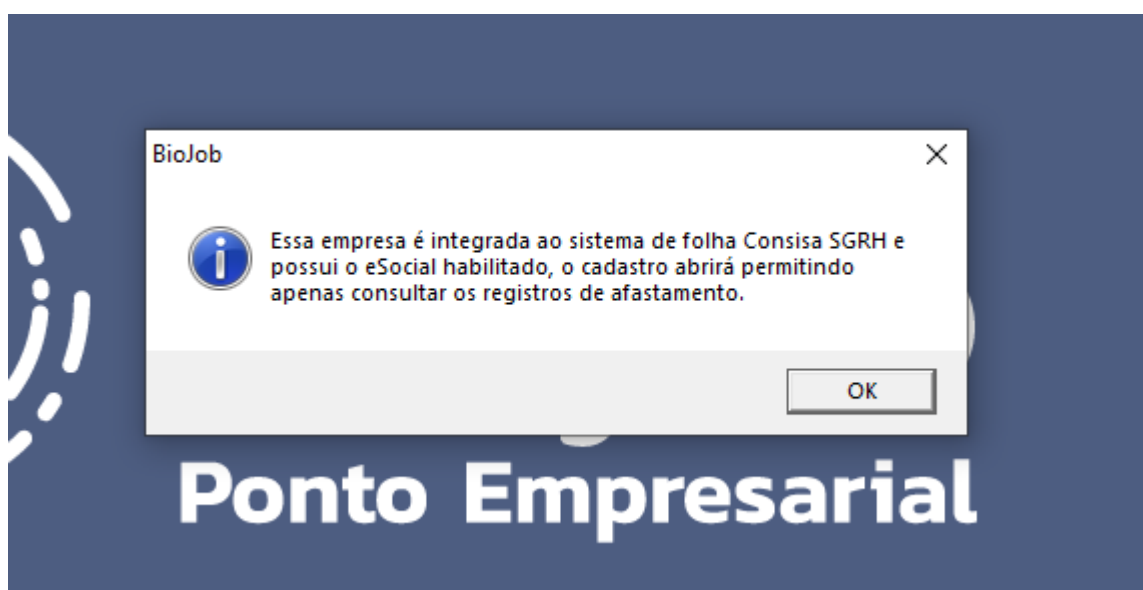 BioJob
Essa empresa é integrada ao sistema de folha Consisa SGRH e
possui o eSocial habilitado, o cadastro abrirá permitindo
apenas consultar os registros de afastamento.
OK
Ponto Empresarial